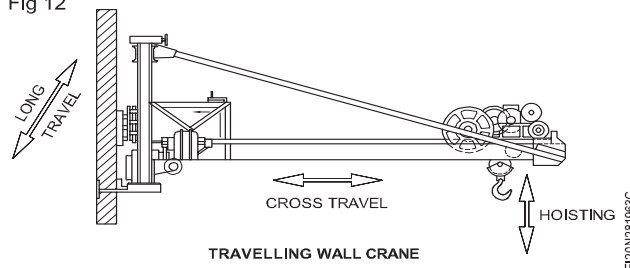 Fig 12
LONG
TRAVEL
CROSS TRAVEL
HOISTING
TRAVELLING WALL CRANE